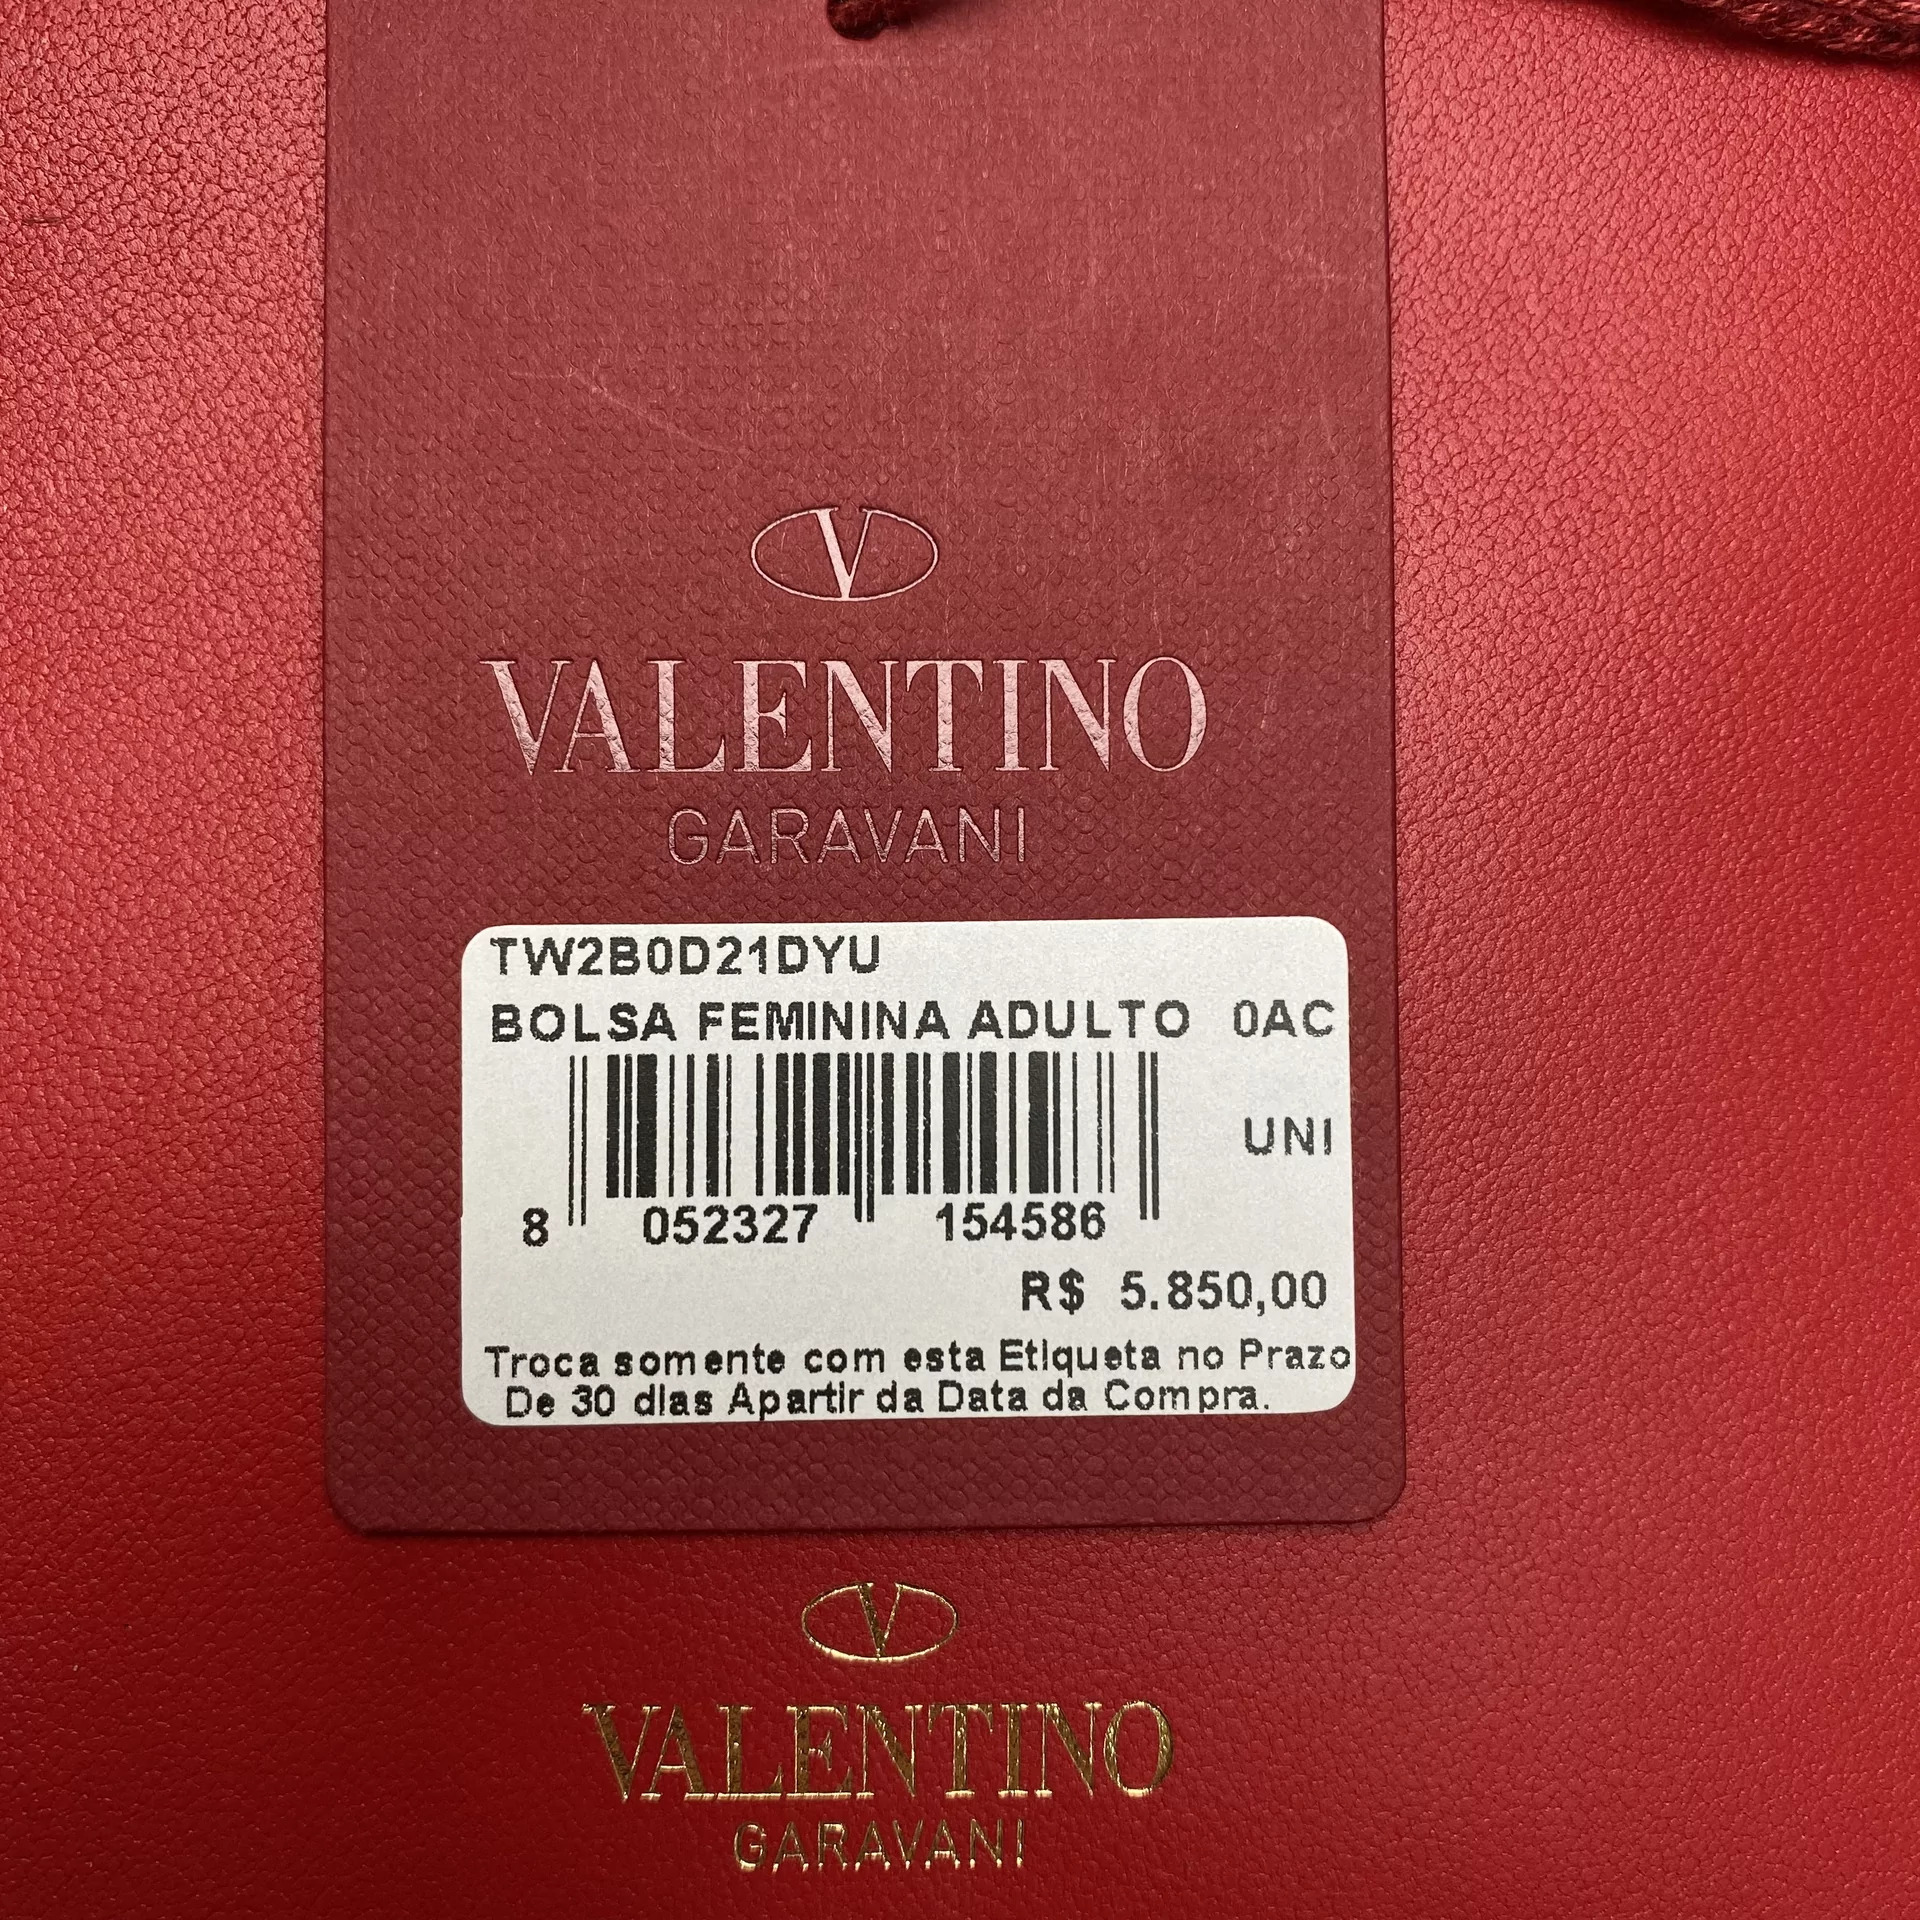 V
VALENTINO
GARAVANI
TW2B0D21DYU
BOLSA FEMININA ADULTO 0AC
UNI
8 052327 154586
R$ 5.850,00
Troca somente com esta Etiqueta no Prazo
De 30 dias Apartir da Data da Compra.
V
VALENTINO
GARAVANI